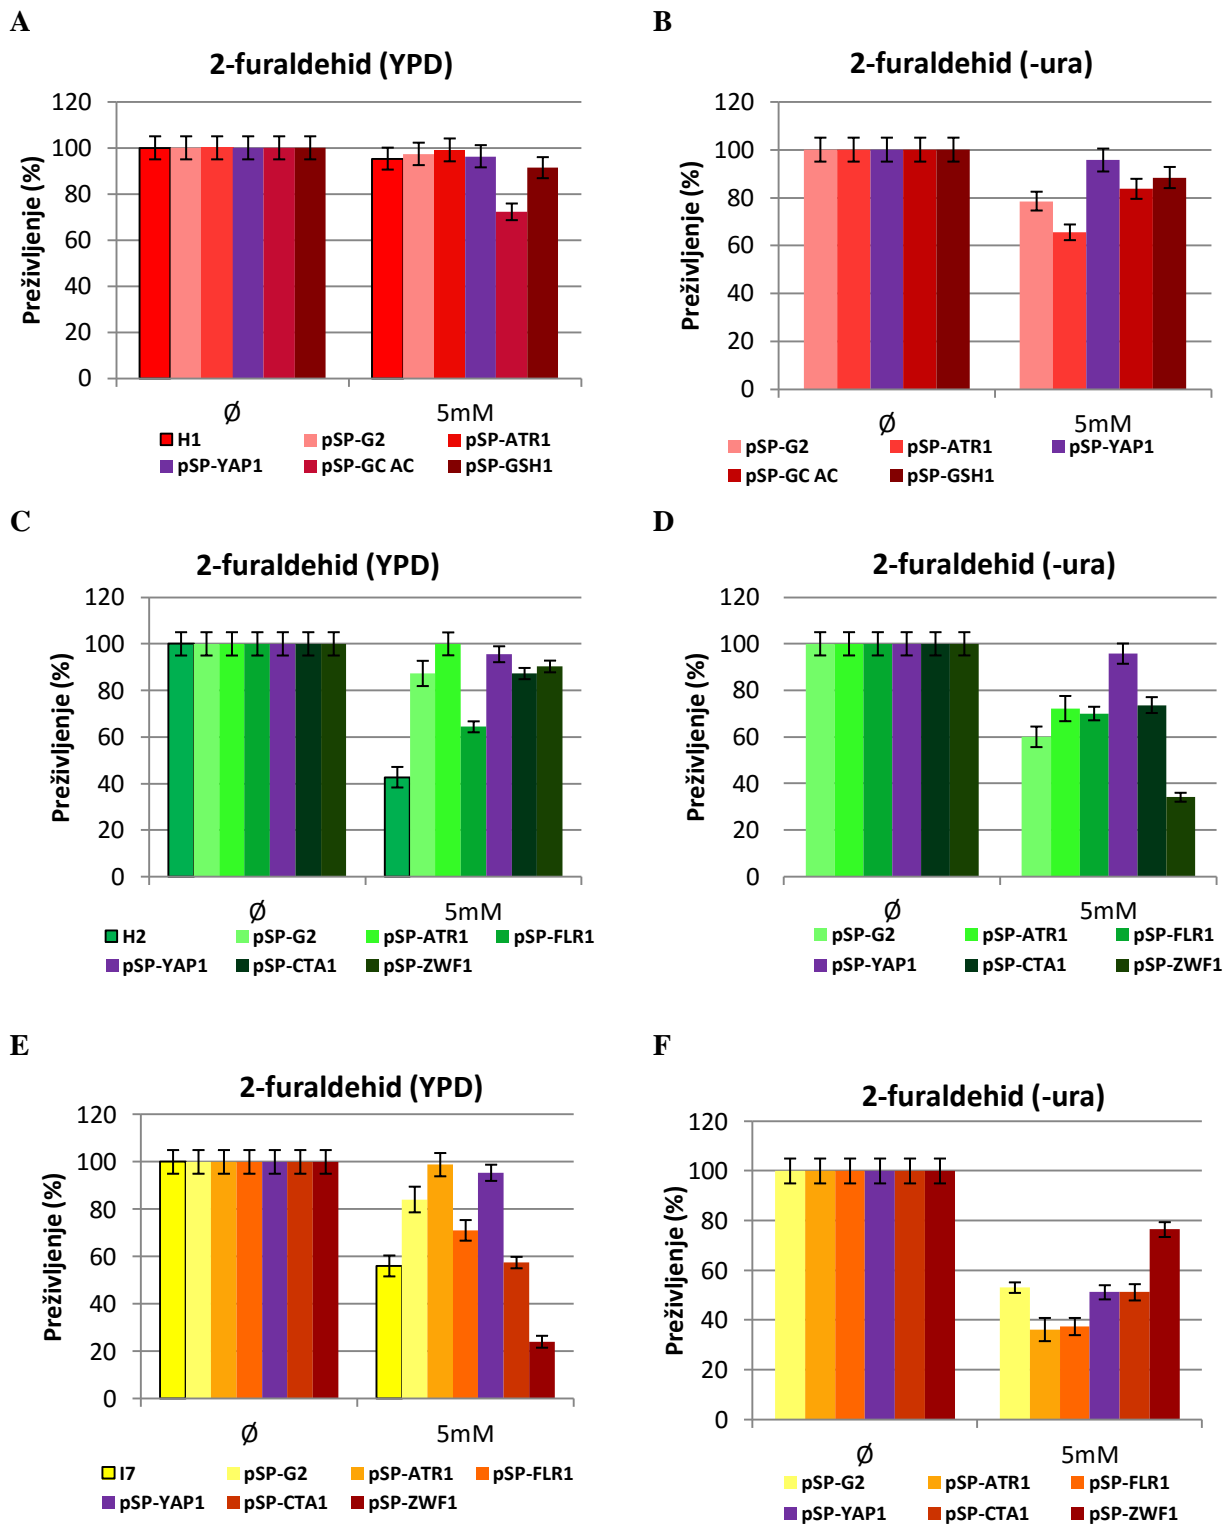 A
2-furaldehid (YPD)
Preživljenje (%)
120
100
80
60
40
20
0
Ø 5mM
H1 pSP-G2 pSP-ATR1
pSP-YAP1 pSP-GC AC pSP-GSH1
B
2-furaldehid (-ura)
Preživljenje (%)
120
100
80
60
40
20
0
Ø 5mM
pSP-G2 pSP-ATR1 pSP-YAP1
pSP-GC AC pSP-GSH1
C
2-furaldehid (YPD)
Preživljenje (%)
120
100
80
60
40
20
0
Ø 5mM
H2 pSP-G2 pSP-ATR1 pSP-FLR1
pSP-YAP1 pSP-CTA1 pSP-ZWF1
D
2-furaldehid (-ura)
Preživljenje (%)
120
100
80
60
40
20
0
Ø 5mM
pSP-G2 pSP-ATR1 pSP-FLR1
pSP-YAP1 pSP-CTA1 pSP-ZWF1
E
2-furaldehid (YPD)
Preživljenje (%)
120
100
80
60
40
20
0
Ø 5mM
I7 pSP-G2 pSP-ATR1 pSP-FLR1
pSP-YAP1 pSP-CTA1 pSP-ZWF1
F
2-furaldehid (-ura)
Preživljenje (%)
120
100
80
60
40
20
0
Ø 5mM
pSP-G2 pSP-ATR1 pSP-FLR1
pSP-YAP1 pSP-CTA1 pSP-ZWF1